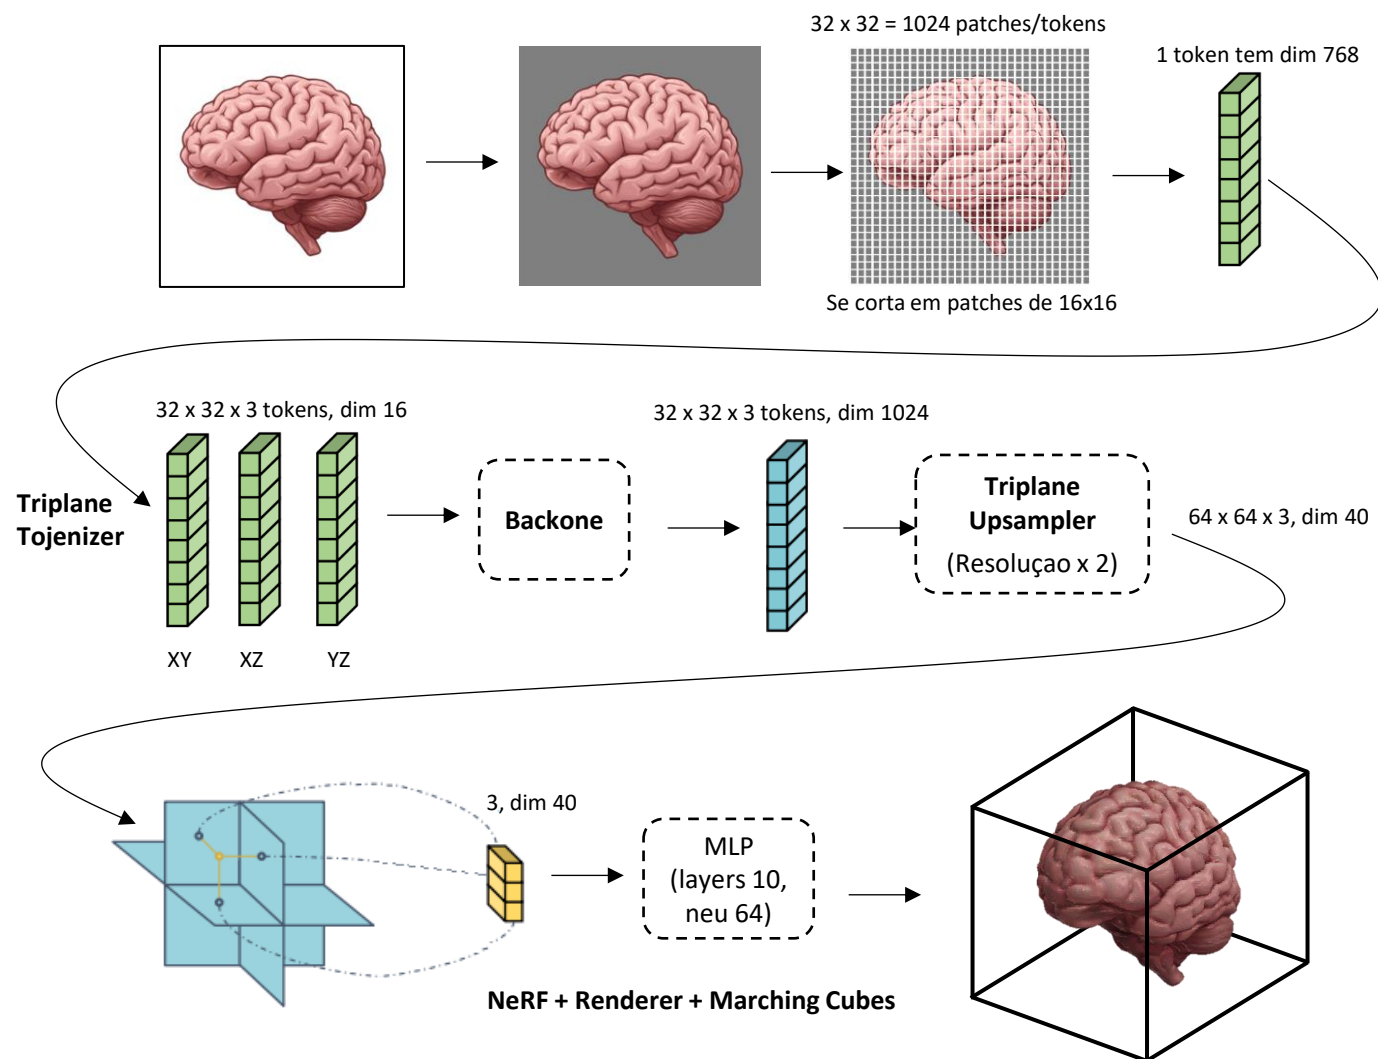 32 x 32 = 1024 patches/tokens
1 token tem dim 768
Se corta em patches de 16x16
32 x 32 x 3 tokens, dim 16
32 x 32 x 3 tokens, dim 1024
Triplane
Tojenizer
Backone
Triplane
Upsampler
(Resoluçao x 2)
64 x 64 x 3, dim 40
XY
XZ
YZ
3, dim 40
MLP
(layers 10,
neu 64)
NeRF + Renderer + Marching Cubes